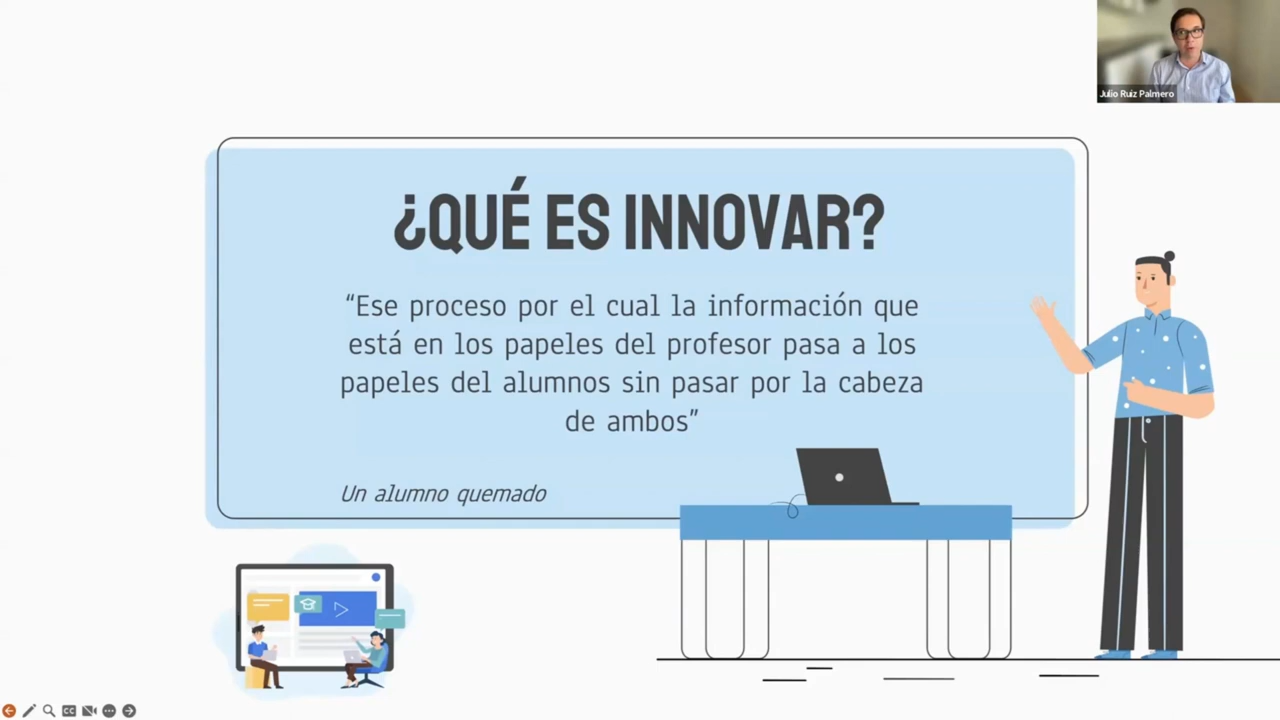 Julio Ruiz Palmero
¿QUÉ ES INNOVAR?
“Ese proceso por el cual la información que
está en los papeles del profesor pasa a los
papeles del alumnos sin pasar por la cabeza
de ambos”
Un alumno quemado
CC